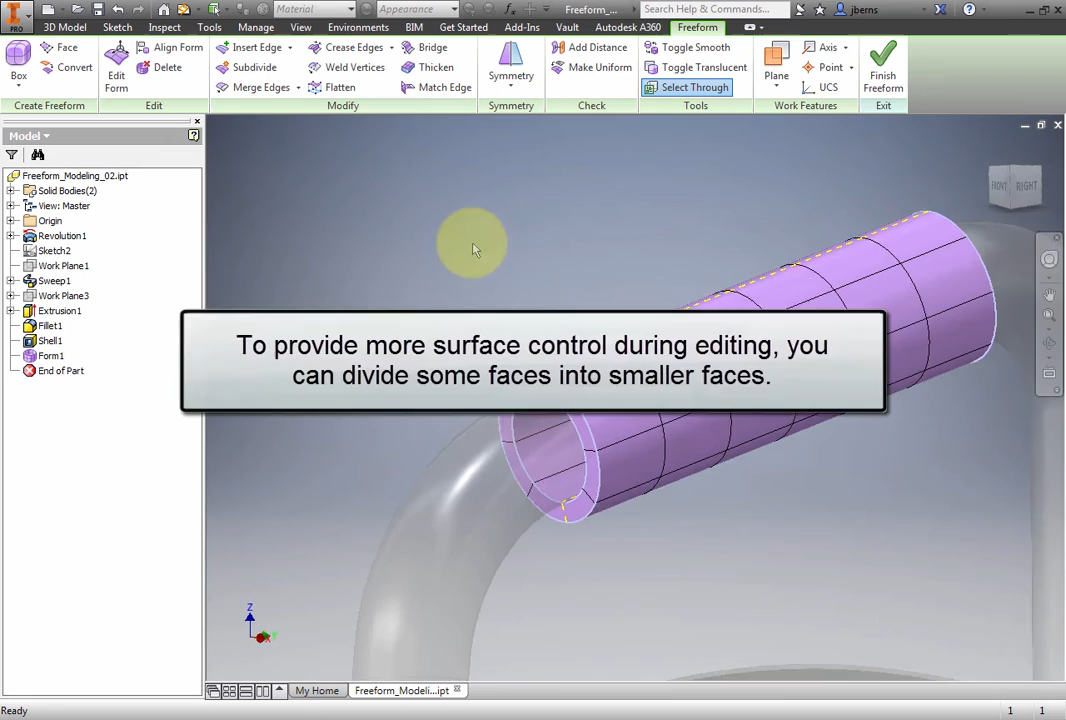 Material
Appearance
Freeform_...
Search Help & Commands...
jberns
PRO
3D Model Sketch Inspect Tools Manage View Environments BIM Get Started Add-Ins Vault Autodesk A360 Freeform
Box
Face
Convert
Create Freeform
Edit
Form
Align Form
Delete
Edit
Insert Edge
Subdivide
Merge Edges
Crease Edges
Weld Vertices
Flatten
Bridge
Thicken
Match Edge
Modify
Symmetry
Symmetry
Add Distance
Make Uniform
Check
Toggle Smooth
Toggle Translucent
Select Through
Tools
Plane
Axis
Point
UCS
Work Features
Finish
Freeform
Exit
Model
Freeform_Modeling_02.ipt
Solid Bodies(2)
View: Master
Origin
Revolution1
Sketch2
Work Plane1
Sweep1
Work Plane3
Extrusion1
Fillet1
Shell1
Form1
End of Part
FRONT RIGHT
To provide more surface control during editing, you
can divide some faces into smaller faces.
Z
My Home
Freeform_Modeli...ipt
Ready
1 1